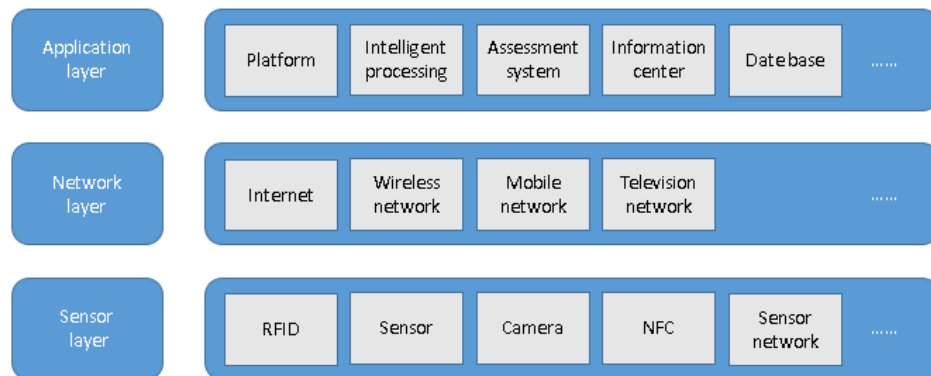 Application
layer
Platform
Intelligent
processing
Assessment
system
Information
center
Datebase
......
Network
layer
Internet
Wireless
network
Mobile
network
Television
network
......
Sensor
layer
RFID
Sensor
Camera
NFC
Sensor
network
......